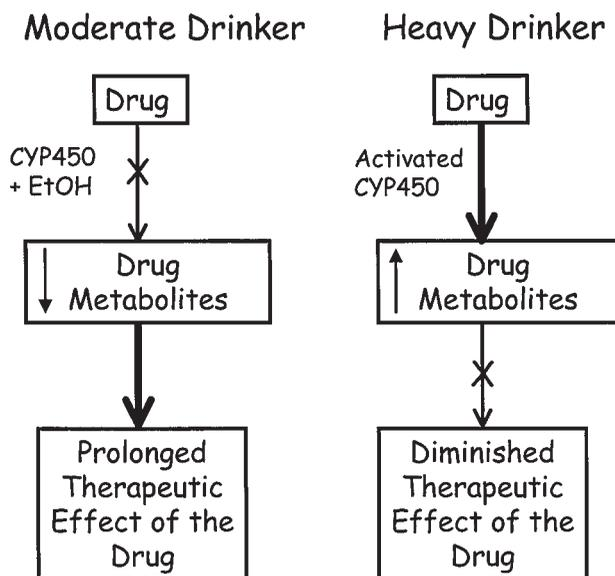 Moderate Drinker
Drug
CYP450
+ EtOH
Drug
Metabolites
Prolonged
Therapeutic
Effect of the
Drug
Heavy Drinker
Drug
Activated
CYP450
Drug
Metabolites
Diminished
Therapeutic
Effect of the
Drug